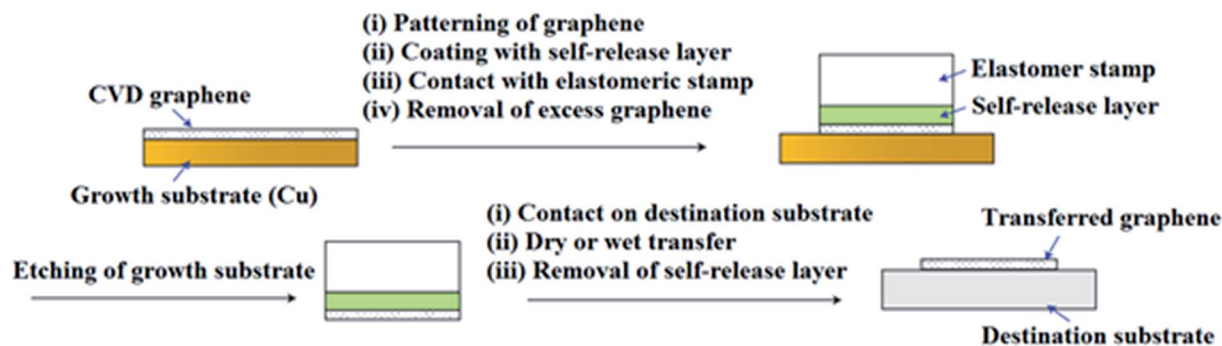 (i) Patterning of graphene
(ii) Coating with self-release layer
(iii) Contact with elastomeric stamp
(iv) Removal of excess graphene
CVD graphene
Growth substrate (Cu)
Elastomer stamp
Self-release layer
Etching of growth substrate
(i) Contact on destination substrate
(ii) Dry or wet transfer
(iii) Removal of self-release layer
Transferred graphene
Destination substrate